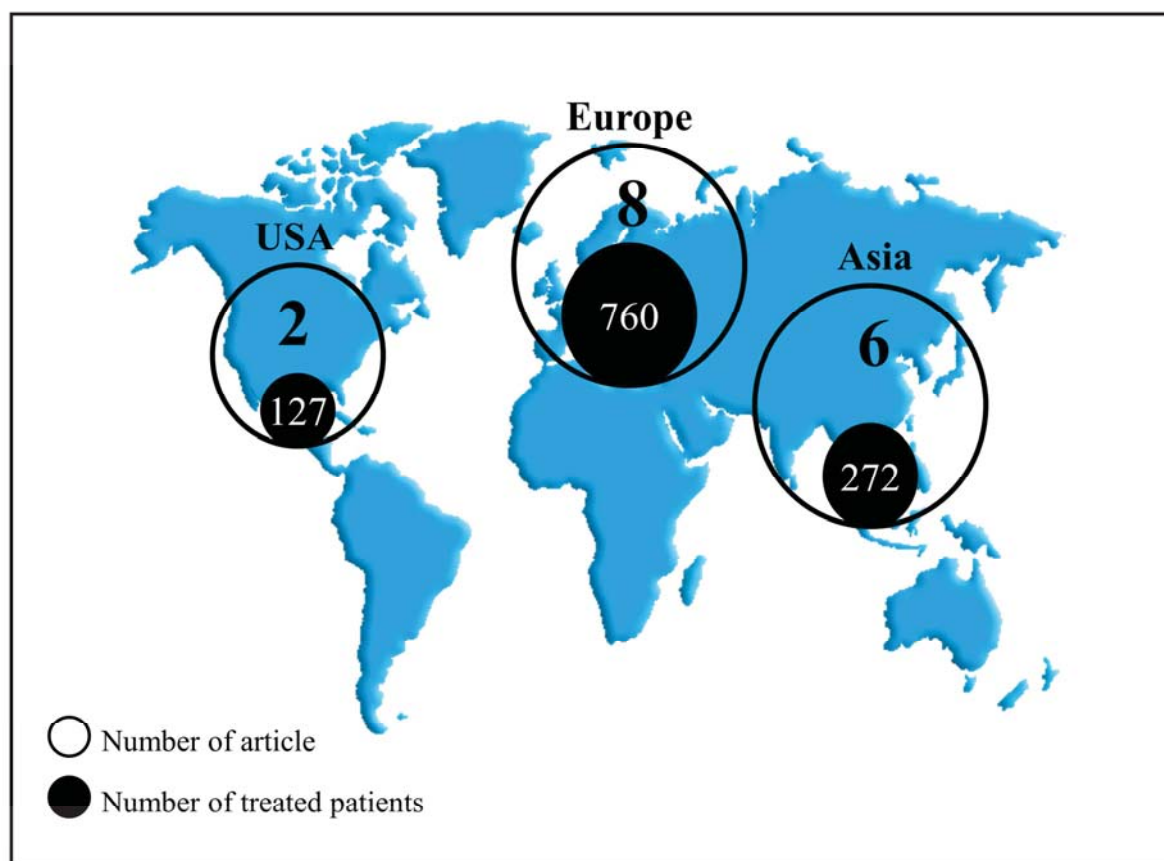 Europe
8
760
USA
2
127
Asia
6
272
Number of article
Number of treated patients